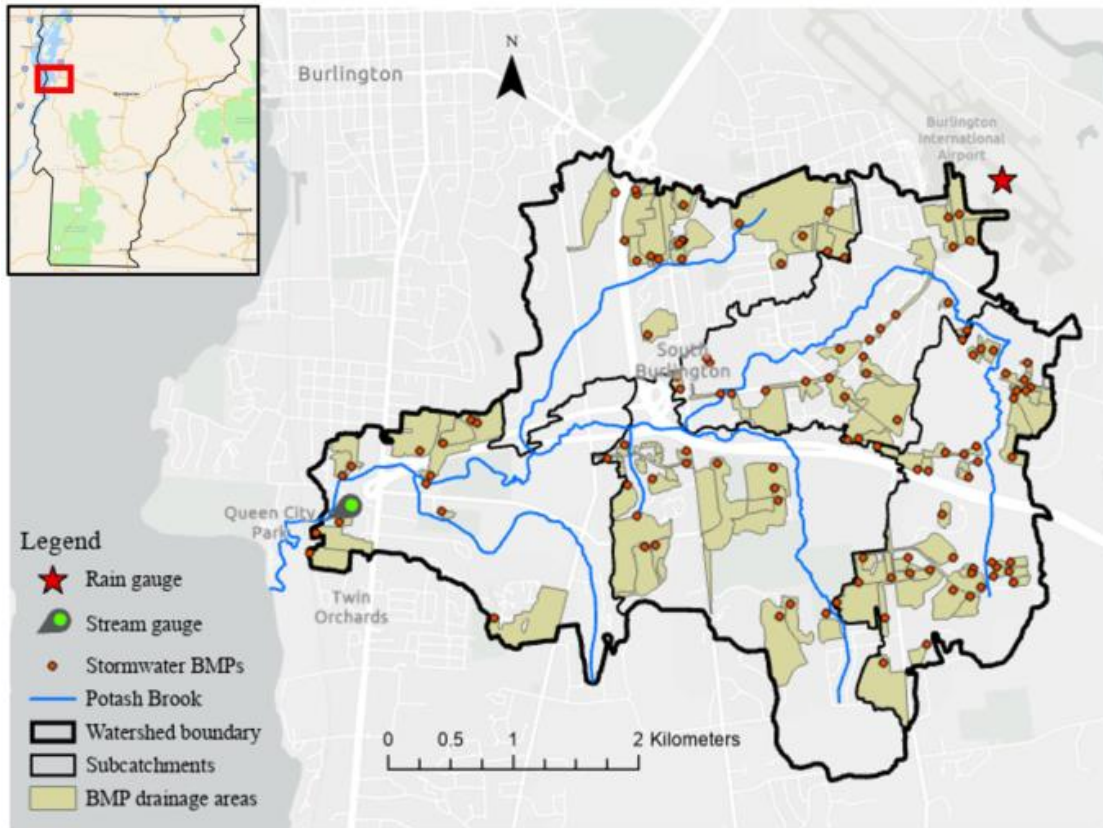 N
Burlington
Burlington
International
Airport
South
Burlington
Queen City
Park
Twin
Orchards
Legend
Rain gauge
Stream gauge
Stormwater BMPs
Potash Brook
Watershed boundary
Subcatchments
BMP drainage areas
0 0.5 1 2 Kilometers